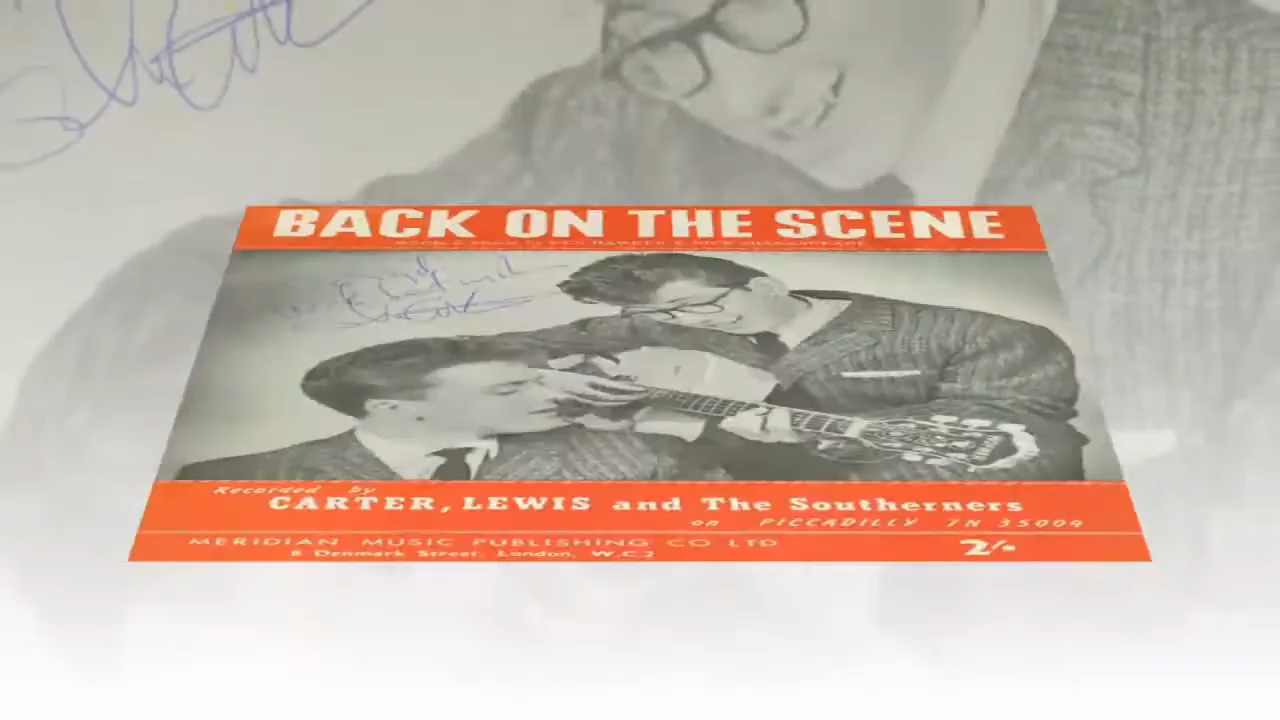 BACK ON THE SCENE
Recorded by
CARTER, LEWIS and The Southerners
on PICCADILLY 7N 35009
MERIDIAN MUSIC PUBLISHING CO LTD
8 Denmark Street, London, W.C.2
2/-